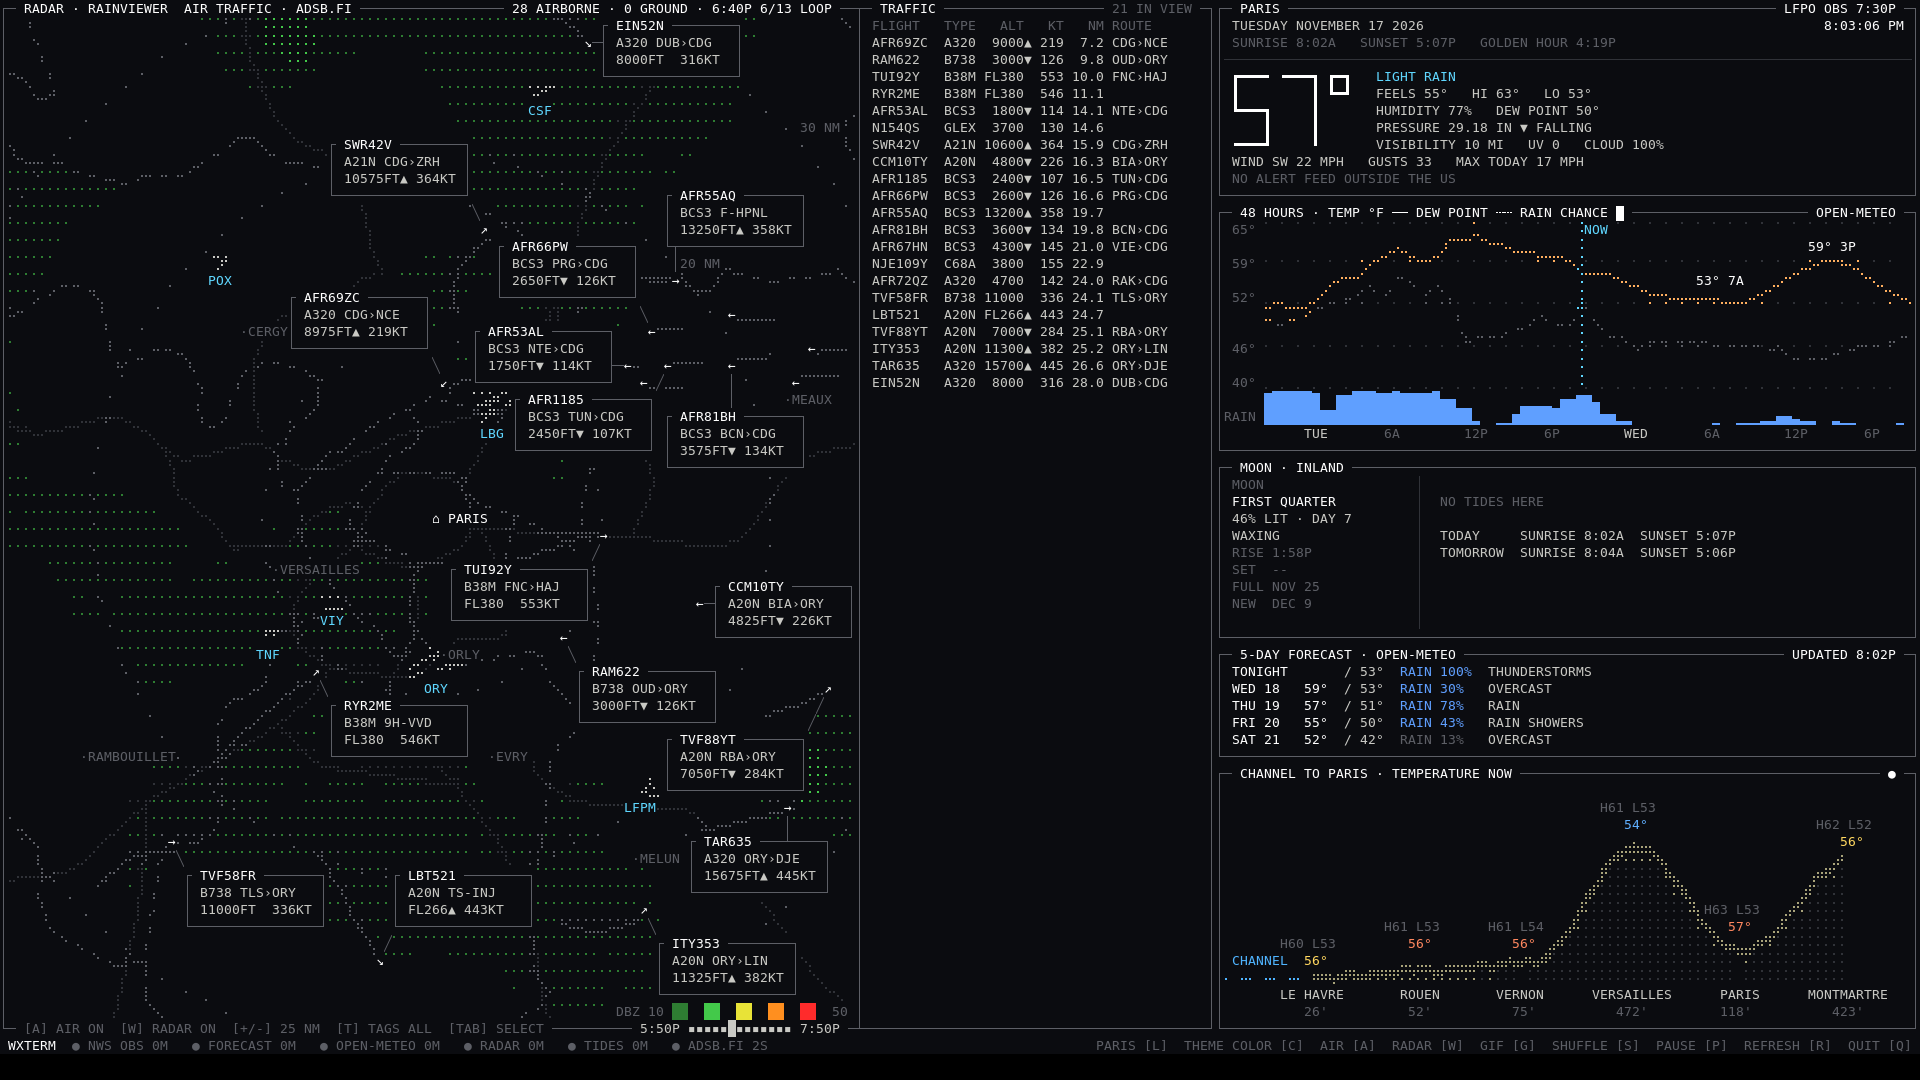 RADAR · RAINVIEWER  AIR TRAFFIC · ADSB.FI
28 AIRBORNE · 0 GROUND · 6:40P 6/13 LOOP
EIN52N
A320 DUB›CDG
8000FT  316KT
CSF
30 NM
SWR42V
A21N CDG›ZRH
10575FT▲ 364KT
AFR55AQ
BCS3 F-HPNL
13250FT▲ 358KT
AFR66PW
BCS3 PRG›CDG
2650FT▼ 126KT
20 NM
POX
AFR69ZC
A320 CDG›NCE
8975FT▲ 219KT
·CERGY
AFR53AL
BCS3 NTE›CDG
1750FT▼ 114KT
·MEAUX
AFR1185
BCS3 TUN›CDG
2450FT▼ 107KT
LBG
AFR81BH
BCS3 BCN›CDG
3575FT▼ 134KT
⌂ PARIS
·VERSAILLES
TUI92Y
B38M FNC›HAJ
FL380  553KT
CCM10TY
A20N BIA›ORY
4825FT▼ 226KT
VIY
TNF
·ORLY
ORY
RAM622
B738 OUD›ORY
3000FT▼ 126KT
RYR2ME
B38M 9H-VVD
FL380  546KT
·RAMBOUILLET
·EVRY
TVF88YT
A20N RBA›ORY
7050FT▼ 284KT
LFPM
TAR635
A320 ORY›DJE
15675FT▲ 445KT
·MELUN
TVF58FR
B738 TLS›ORY
11000FT  336KT
LBT521
A20N TS-INJ
FL266▲ 443KT
ITY353
A20N ORY›LIN
11325FT▲ 382KT
DBZ 10 50
[A] AIR ON  [W] RADAR ON  [+/-] 25 NM  [T] TAGS ALL  [TAB] SELECT
5:50P 7:50P
TRAFFIC
21 IN VIEW
FLIGHT  TYPE  ALT  KT  NM ROUTE
AFR69ZC  A320  9000▲ 219  7.2 CDG›NCE
RAM622  B738  3000▼ 126  9.8 OUD›ORY
TUI92Y  B38M FL380  553 10.0 FNC›HAJ
RYR2ME  B38M FL380  546 11.1
AFR53AL  BCS3  1800▼ 114 14.1 NTE›CDG
N154QS  GLEX  3700  130 14.6
SWR42V  A21N 10600▲ 364 15.9 CDG›ZRH
CCM10TY  A20N  4800▼ 226 16.3 BIA›ORY
AFR1185  BCS3  2400▼ 107 16.5 TUN›CDG
AFR66PW  BCS3  2600▼ 126 16.6 PRG›CDG
AFR55AQ  BCS3 13200▲ 358 19.7
AFR81BH  BCS3  3600▼ 134 19.8 BCN›CDG
AFR67HN  BCS3  4300▼ 145 21.0 VIE›CDG
NJE109Y  C68A  3800  155 22.9
AFR72QZ  A320  4700  142 24.0 RAK›CDG
TVF58FR  B738 11000  336 24.1 TLS›ORY
LBT521  A20N FL266▲ 443 24.7
TVF88YT  A20N  7000▼ 284 25.1 RBA›ORY
ITY353  A20N 11300▲ 382 25.2 ORY›LIN
TAR635  A320 15700▲ 445 26.6 ORY›DJE
EIN52N  A320  8000  316 28.0 DUB›CDG
PARIS
LFPO OBS 7:30P
TUESDAY NOVEMBER 17 2026
8:03:06 PM
SUNRISE 8:02A  SUNSET 5:07P  GOLDEN HOUR 4:19P
57°
LIGHT RAIN
FEELS 55°  HI 63°  LO 53°
HUMIDITY 77%  DEW POINT 50°
PRESSURE 29.18 IN ▼ FALLING
VISIBILITY 10 MI  UV 0  CLOUD 100%
WIND SW 22 MPH  GUSTS 33  MAX TODAY 17 MPH
NO ALERT FEED OUTSIDE THE US
48 HOURS · TEMP °F ── DEW POINT ┄┄ RAIN CHANCE █
OPEN-METEO
65°
NOW
59° 3P
59°
53° 7A
52°
46°
40°
RAIN
TUE  6A  12P  6P  WED  6A  12P  6P
MOON · INLAND
MOON
FIRST QUARTER
46% LIT · DAY 7
WAXING
RISE 1:58P
SET  --
FULL NOV 25
NEW  DEC 9
NO TIDES HERE
TODAY  SUNRISE 8:02A  SUNSET 5:07P
TOMORROW  SUNRISE 8:04A  SUNSET 5:06P
5-DAY FORECAST · OPEN-METEO
UPDATED 8:02P
TONIGHT  / 53°  RAIN 100%  THUNDERSTORMS
WED 18  59°  / 53°  RAIN 30%  OVERCAST
THU 19  57°  / 51°  RAIN 78%  RAIN
FRI 20  55°  / 50°  RAIN 43%  RAIN SHOWERS
SAT 21  52°  / 42°  RAIN 13%  OVERCAST
CHANNEL TO PARIS · TEMPERATURE NOW
●
H61 L53
54°
H62 L52
56°
H63 L53
57°
H61 L53
56°
H61 L54
56°
H60 L53
CHANNEL  56°
LE HAVRE  ROUEN  VERNON  VERSAILLES  PARIS  MONTMARTRE
26'  52'  75'  472'  118'  423'
WXTERM  ● NWS OBS 0M  ● FORECAST 0M  ● OPEN-METEO 0M  ● RADAR 0M  ● TIDES 0M  ● ADSB.FI 2S
PARIS [L]  THEME COLOR [C]  AIR [A]  RADAR [W]  GIF [G]  SHUFFLE [S]  PAUSE [P]  REFRESH [R]  QUIT [Q]